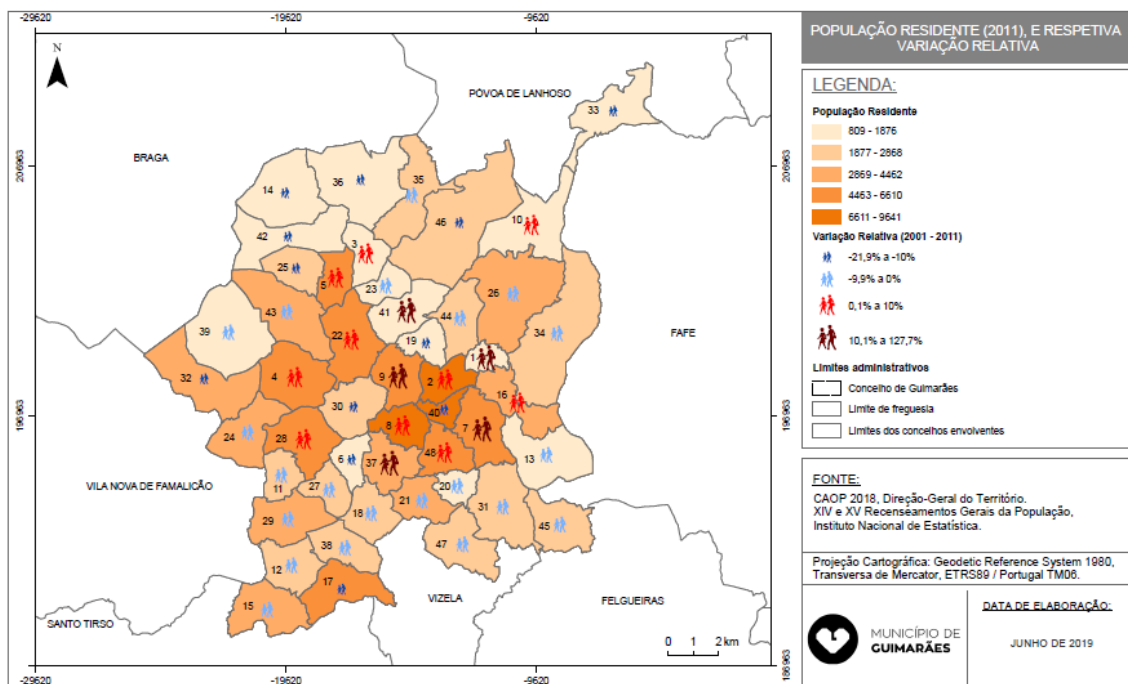 -29620
-19620
-9620
N
PÓVOA DE LANHOSO
33
206963
206963
BRAGA
14
36
35
46
10
42
3
25
5
23
26
43
41
44
34
39
22
19
FAFE
1
32
4
9
2
16
30
40
196963
196963
8
7
24
28
48
6
37
13
VILA NOVA DE FAMALICÃO
11
27
20
21
31
29
18
45
38
47
12
17
15
VIZELA
FELGUEIRAS
SANTO TIRSO
0 1 2 km
186963
-29620
-19620
-9620
POPULAÇÃO RESIDENTE (2011), E RESPETIVA
VARIAÇÃO RELATIVA
LEGENDA:
População Residente
809 - 1876
1877 - 2868
2869 - 4462
4463 - 6610
6611 - 9641
Variação Relativa (2001 - 2011)
-21,9% a -10%
-9,9% a 0%
0,1% a 10%
10,1% a 127,7%
Limites administrativos
Concelho de Guimarães
Limite de freguesia
Limites dos concelhos envolventes
FONTE:
CAOP 2018, Direção-Geral do Território.
XIV e XV Recenseamentos Gerais da População,
Instituto Nacional de Estatística.
Projeção Cartográfica: Geodetic Reference System 1980,
Transversa de Mercator, ETRS89 / Portugal TM06.
MUNICÍPIO DE
GUIMARÃES
DATA DE ELABORAÇÃO:
JUNHO DE 2019